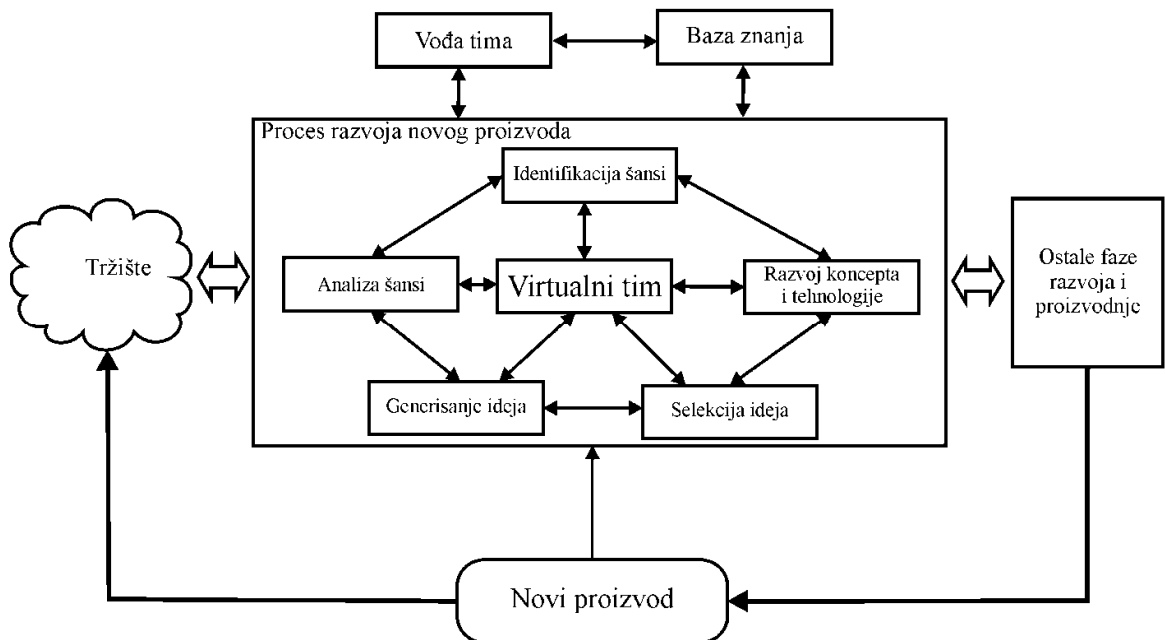 Vođa tima
Baza znanja
Proces razvoja novog proizvoda
Identifikacija šansi
Tržište
Analiza šansi
Virtualni tim
Razvoj koncepta
i tehnologije
Ostale faze
razvoja i
proizvodnje
Generisanje ideja
Selekcija ideja
Novi proizvod